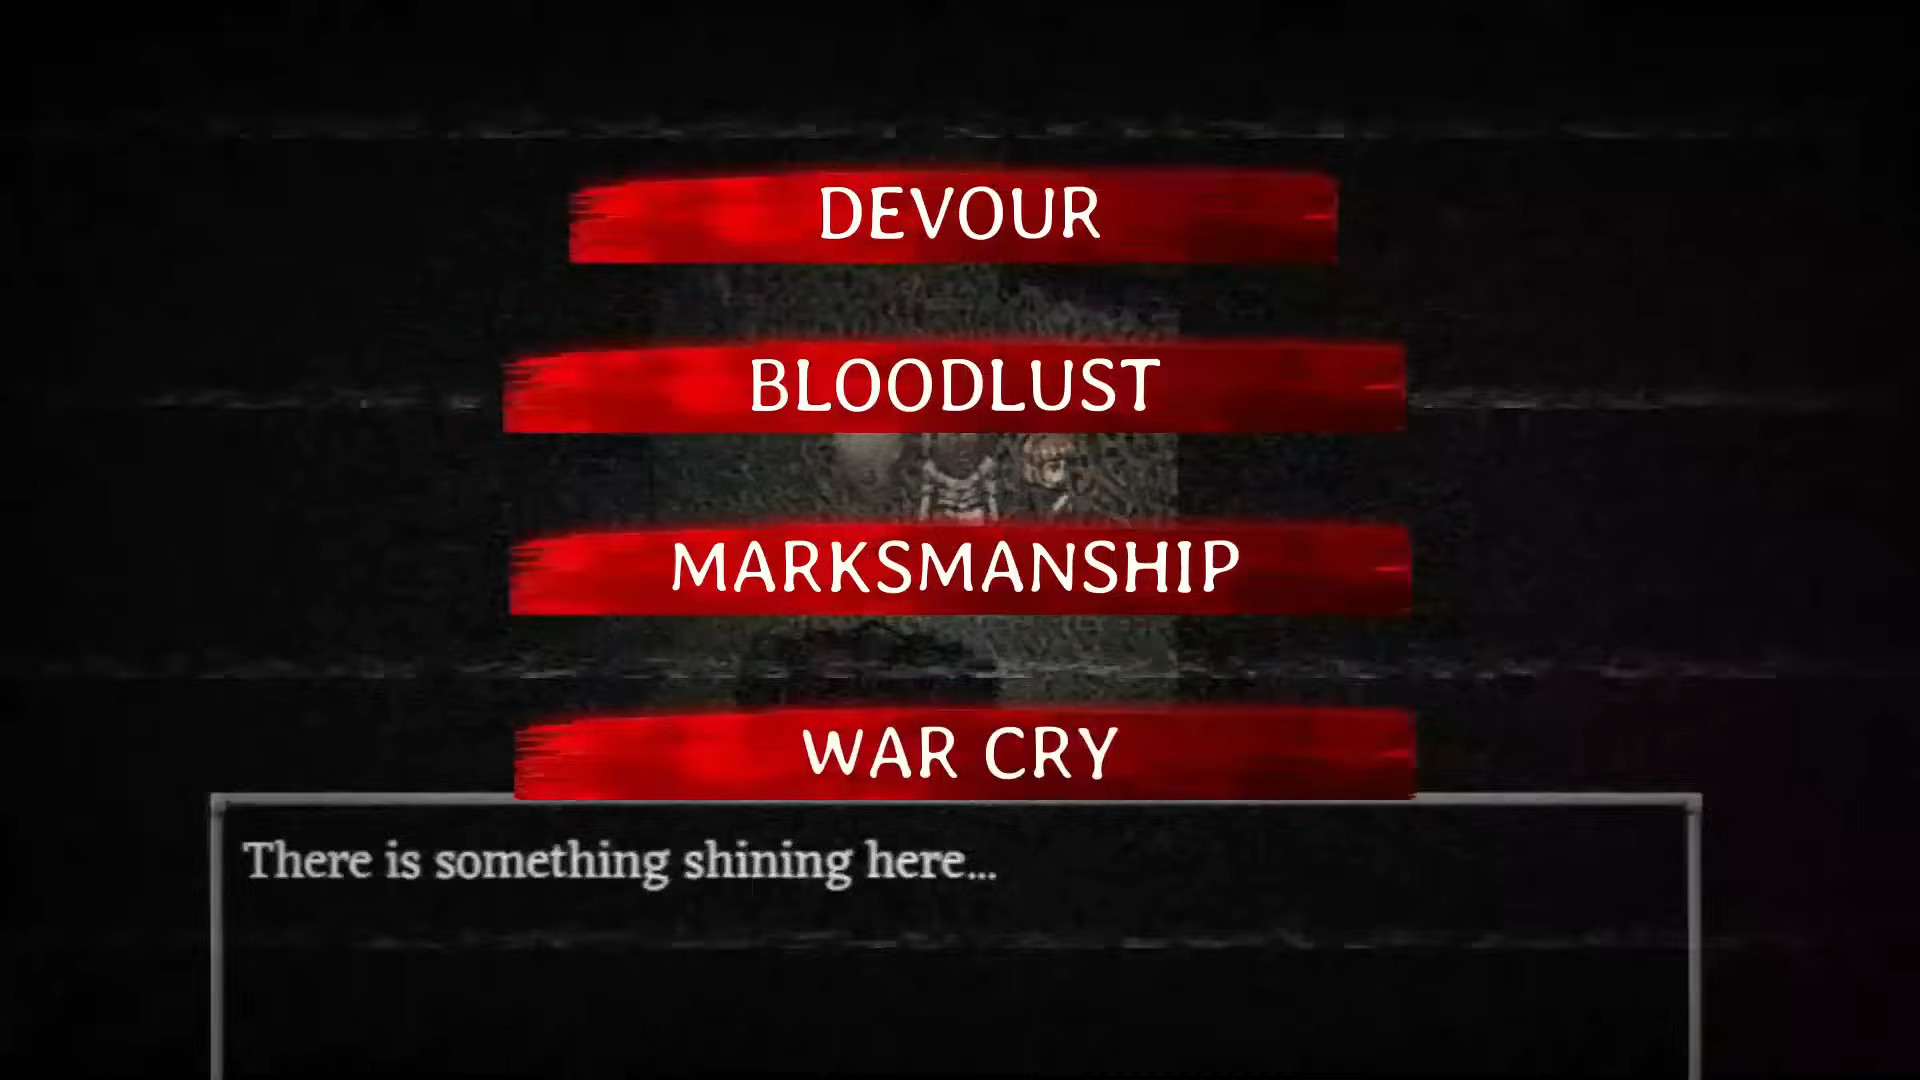 DEVOUR
BLOODLUST
MARKSMANSHIP
WAR CRY
There is something shining here...